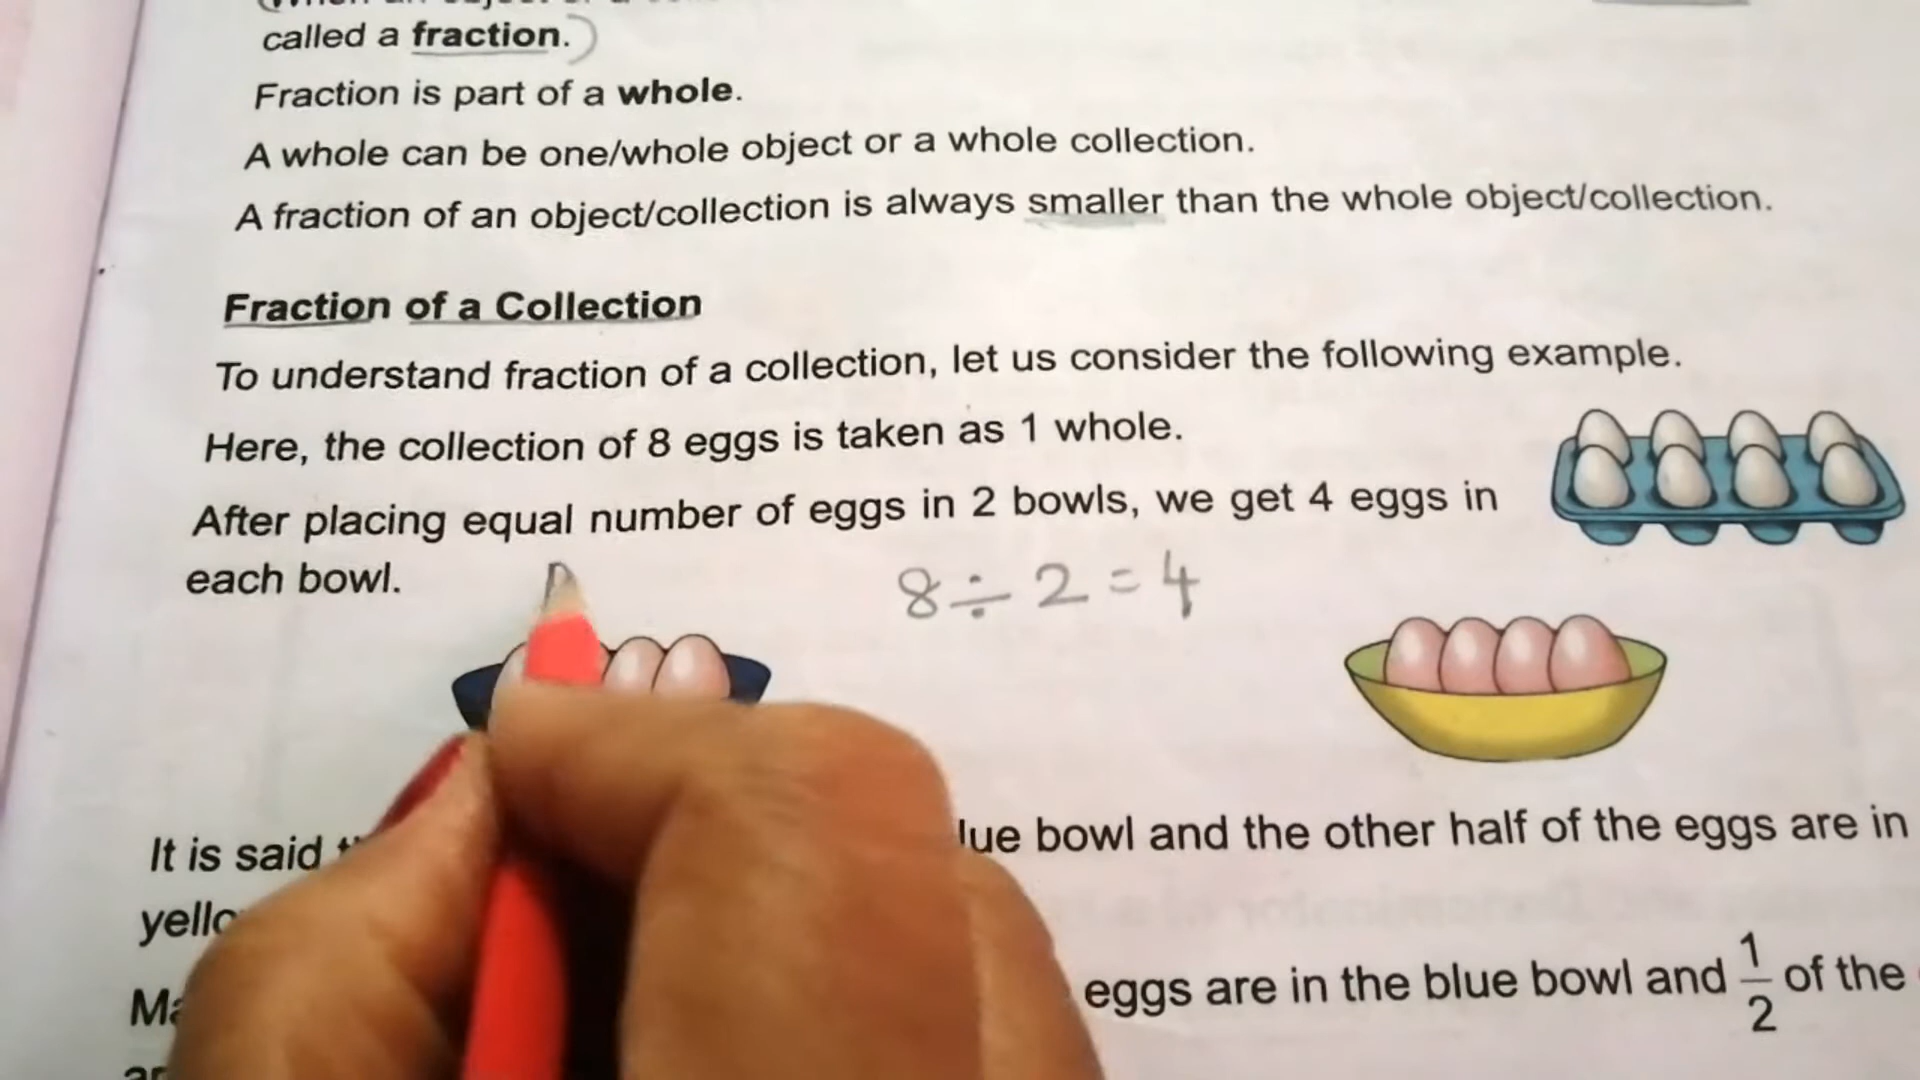 called a fraction.
Fraction is part of a whole.
A whole can be one/whole object or a whole collection.
A fraction of an object/collection is always smaller than the whole object/collection.
Fraction of a Collection
To understand fraction of a collection, let us consider the following example.
Here, the collection of 8 eggs is taken as 1 whole.
After placing equal number of eggs in 2 bowls, we get 4 eggs in
each bowl.
8 ÷ 2 = 4
It is said
bowl and the other half of the eggs are in
eggs are in the blue bowl and 1/2 of the